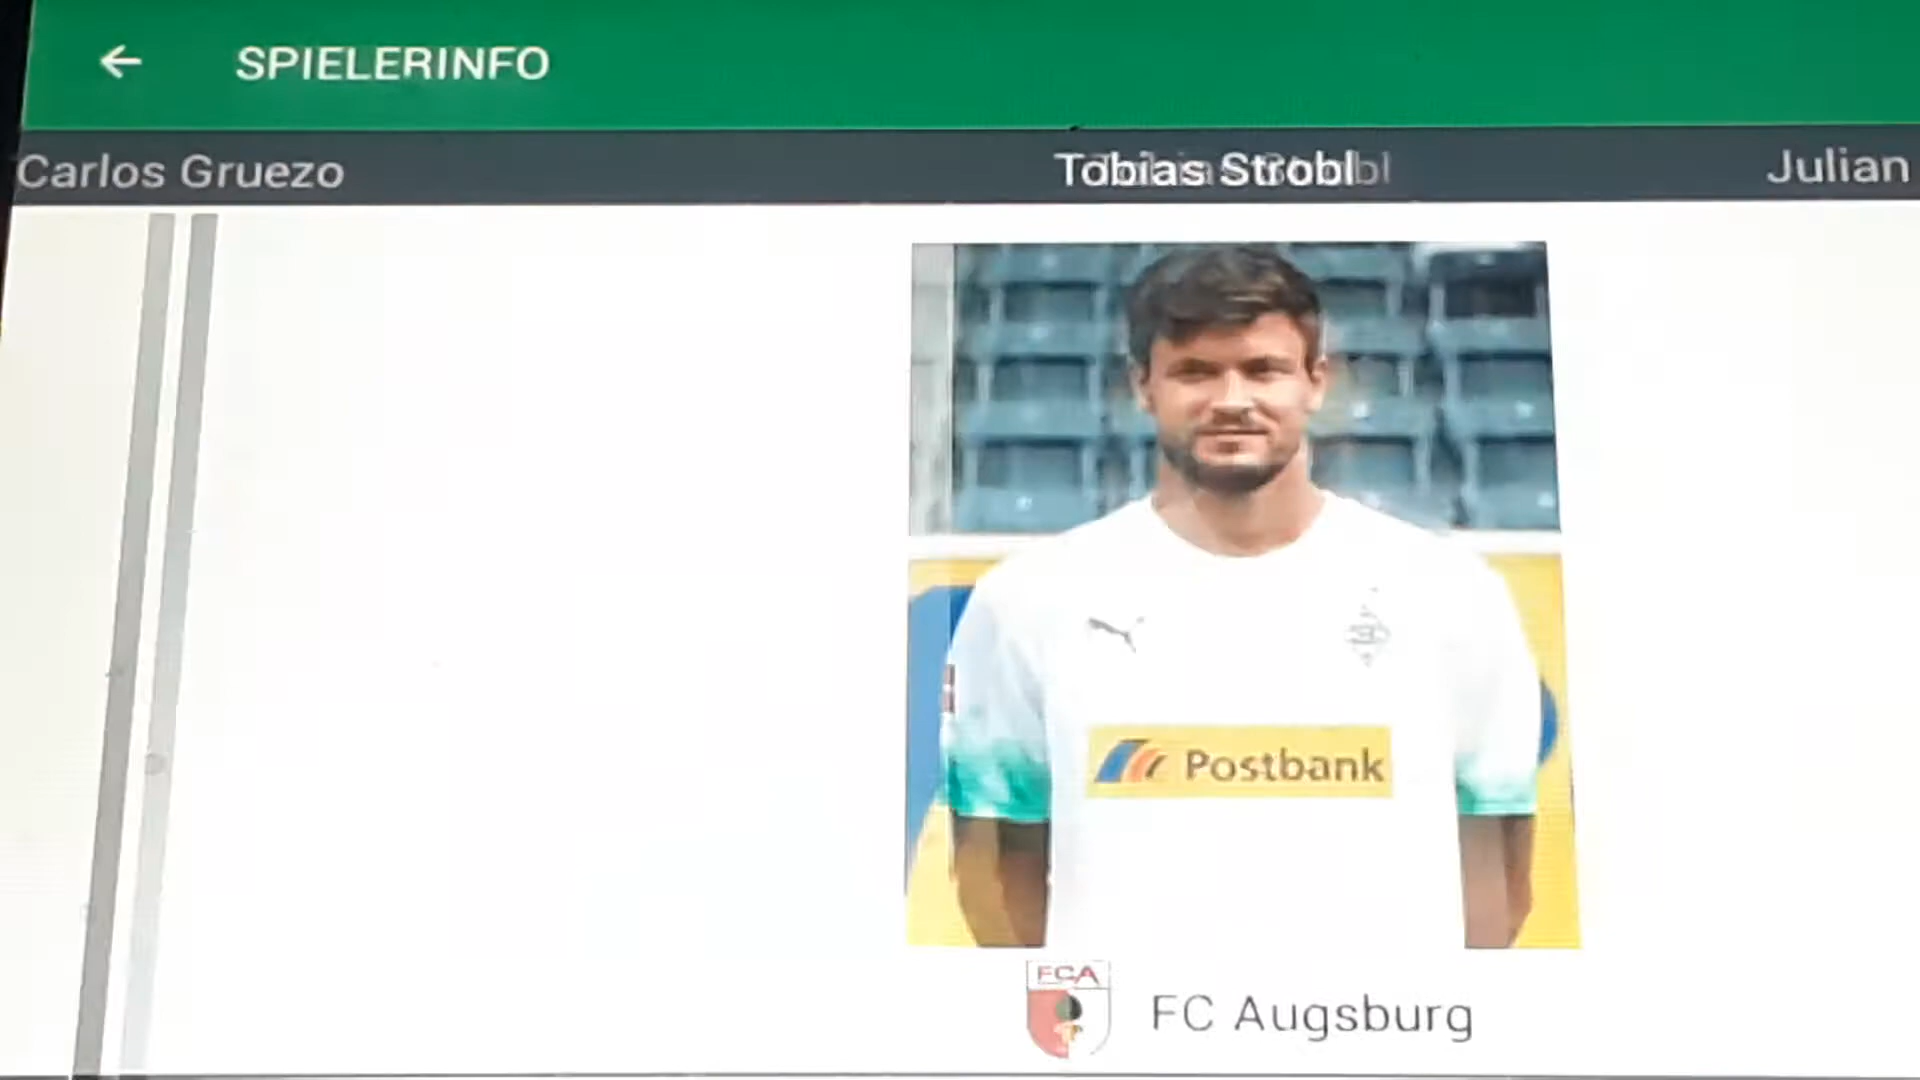 SPIELERINFO
Carlos Gruezo Tobias Strobl Julian
Postbank
FCA
FC Augsburg